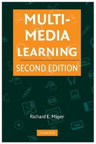 MULTI-
MEDIA
LEARNING
SECOND EDITION
Richard E. Mayer